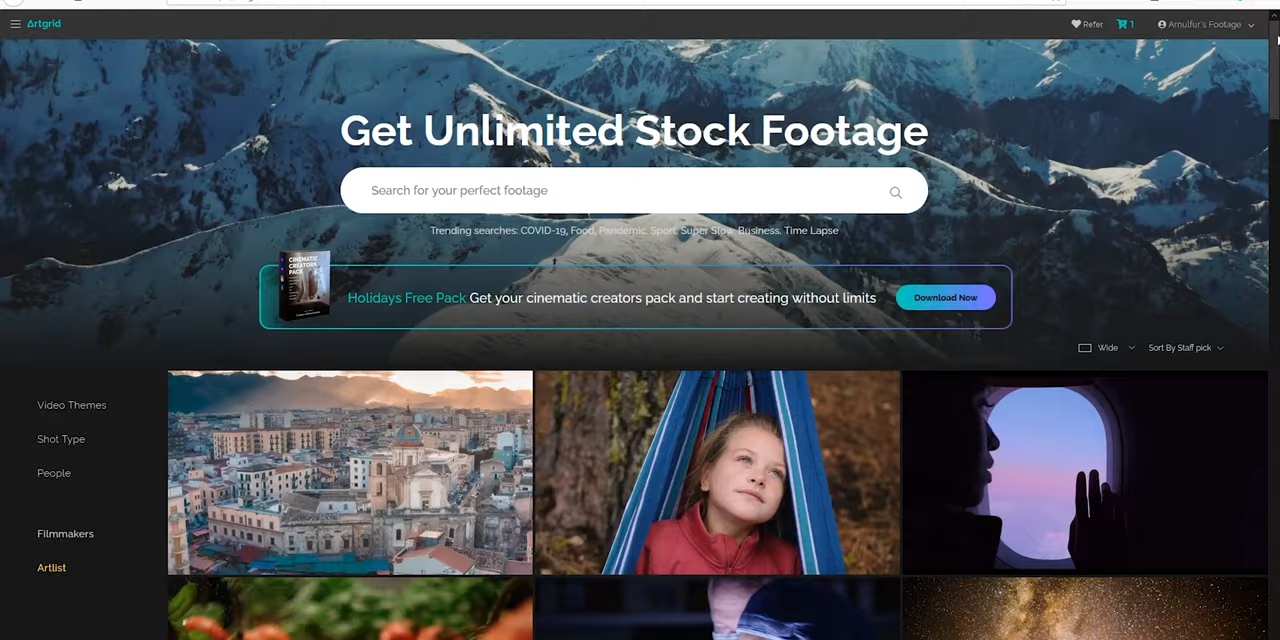 Artgrid
Refer
1
Arnulfur's Footage
Get Unlimited Stock Footage
Search for your perfect footage
Trending searches: COVID-19, Food, Pandemic, Sport, Super Slow, Business, Time Lapse
CINEMATIC
CREATORS
PACK
Holidays Free Pack Get your cinematic creators pack and start creating without limits
Download Now
Wide
Sort By Staff pick
Video Themes
Shot Type
People
Filmmakers
Artlist